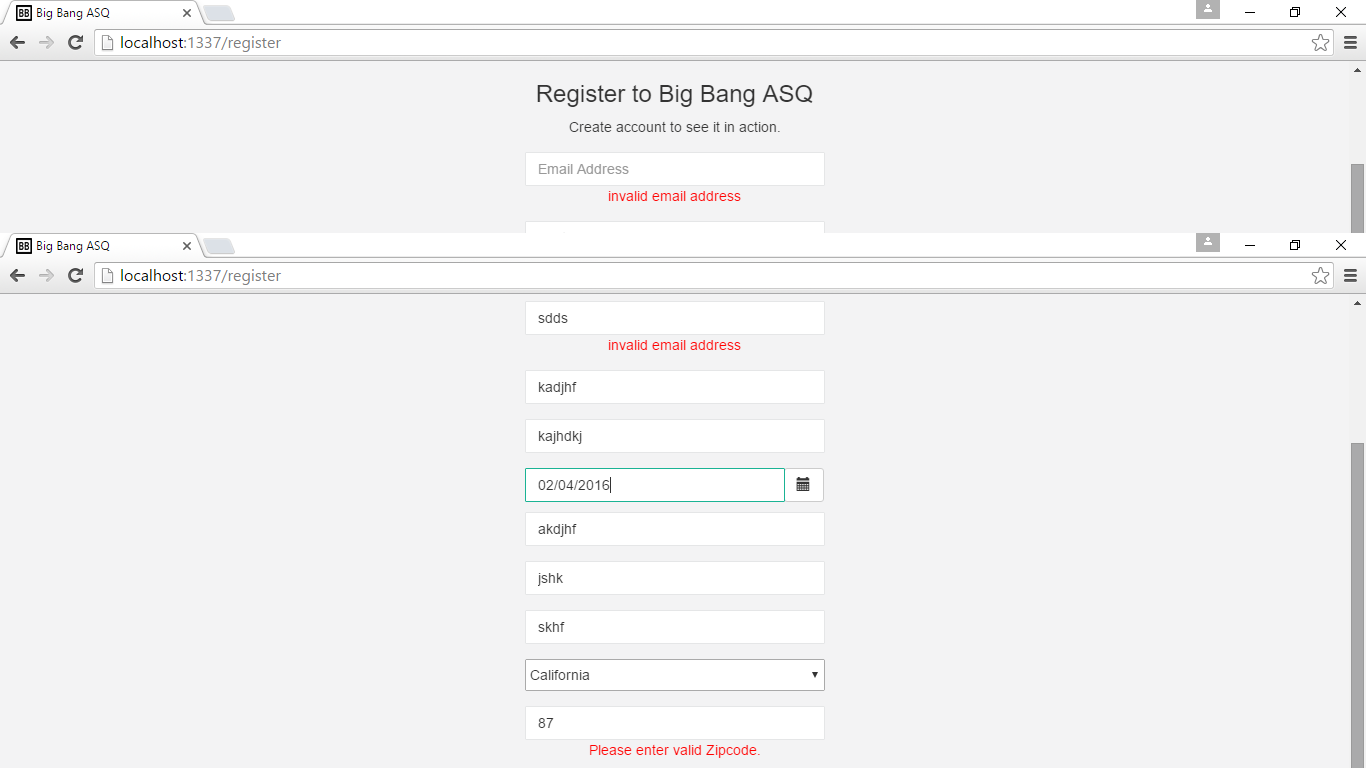 BB Big Bang ASQ
localhost:1337/register
Register to Big Bang ASQ
Create account to see it in action.
Email Address
invalid email address
BB Big Bang ASQ
localhost:1337/register
sdds
invalid email address
kadjhf
kajhdkj
02/04/2016
akdjhf
jshk
skhf
California
87
Please enter valid Zipcode.